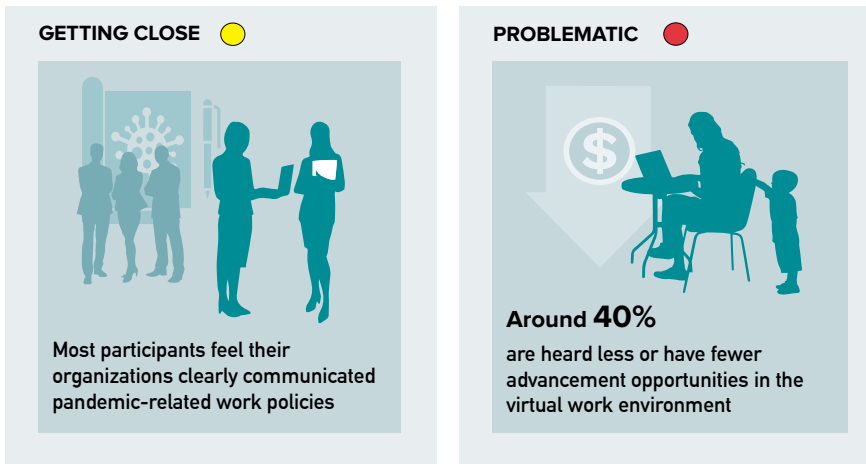 GETTING CLOSE
Most participants feel their
organizations clearly communicated
pandemic-related work policies
PROBLEMATIC
$
Around 40%
are heard less or have fewer
advancement opportunities in the
virtual work environment